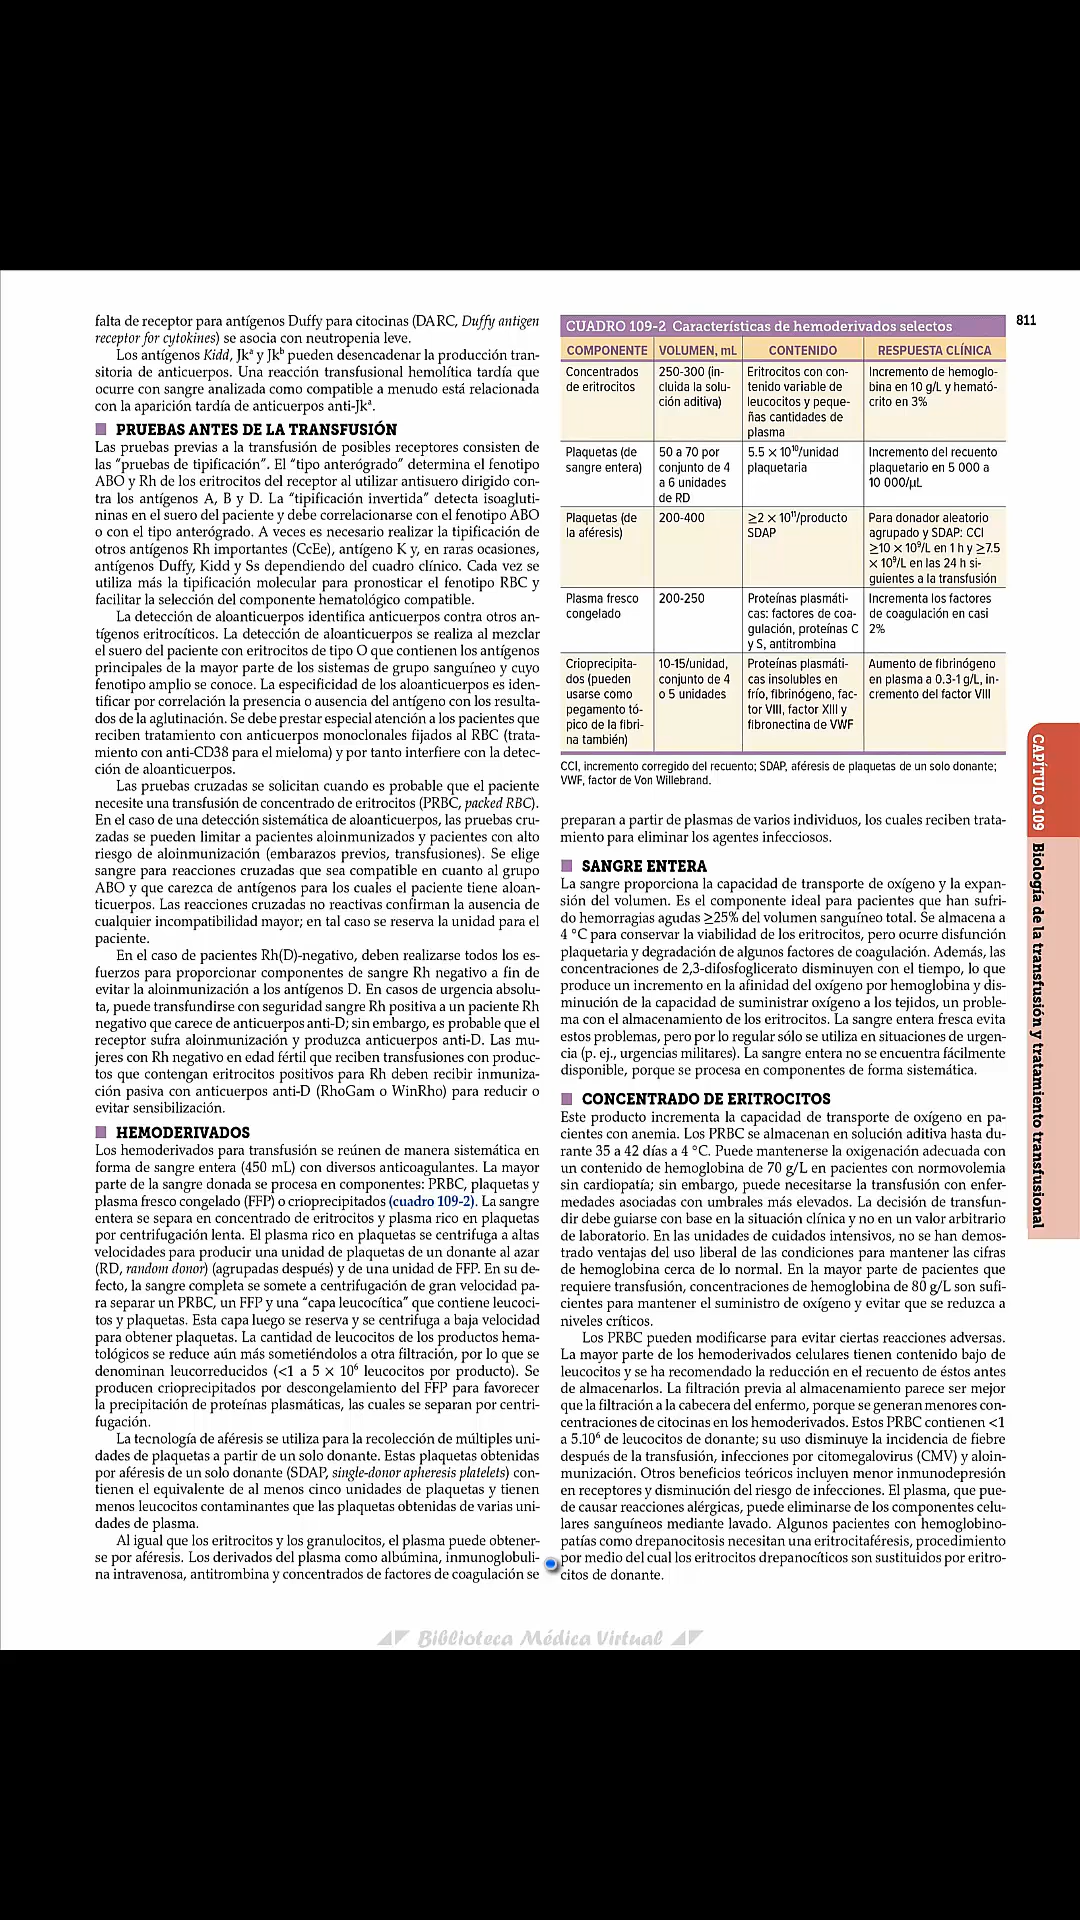 falta de receptor para antígenos Duffy para citocinas (DARC, Duffy antigen
receptor for cytokines) se asocia con neutropenia leve.
Los antígenos Kidd, Jkᵃ y Jkᵇ pueden desencadenar la producción tran-
sitoria de anticuerpos. Una reacción transfusional hemolítica tardía que
ocurre con sangre analizada como compatible a menudo está relacionada
con la aparición tardía de anticuerpos anti-Jkᵃ.
PRUEBAS ANTES DE LA TRANSFUSIÓN
Las pruebas previas a la transfusión de posibles receptores consisten de
las “pruebas de tipificación”. El “tipo anterógrado” determina el fenotipo
ABO y Rh de los eritrocitos del receptor al utilizar antisuero dirigido con-
tra los antígenos A, B y D. La “tipificación invertida” detecta isoagluti-
ninas en el suero del paciente y debe correlacionarse con el fenotipo ABO
o con el tipo anterógrado. A veces es necesario realizar la tipificación de
otros antígenos Rh importantes (CcEe), antígeno K y, en raras ocasiones,
antígenos Duffy, Kidd y Ss dependiendo del cuadro clínico. Cada vez se
utiliza más la tipificación molecular para pronosticar el fenotipo RBC y
facilitar la selección del componente hematológico compatible.
La detección de aloanticuerpos identifica anticuerpos contra otros an-
tígenos eritrocíticos. La detección de aloanticuerpos se realiza al mezclar
el suero del paciente con eritrocitos de tipo O que contienen los antígenos
principales de la mayor parte de los sistemas de grupo sanguíneo y cuyo
fenotipo amplio se conoce. La especificidad de los aloanticuerpos es iden-
tificar por correlación la presencia o ausencia del antígeno con los resulta-
dos de la aglutinación. Se debe prestar especial atención a los pacientes que
reciben tratamiento con anticuerpos monoclonales fijados al RBC (trata-
miento con anti-CD38 para el mieloma) y por tanto interfiere con la detec-
ción de aloanticuerpos.
Las pruebas cruzadas se solicitan cuando es probable que el paciente
necesite una transfusión de concentrado de eritrocitos (PRBC, packed RBC).
En el caso de una detección sistemática de aloanticuerpos, las pruebas cru-
zadas se pueden limitar a pacientes aloinmunizados y pacientes con alto
riesgo de aloinmunización (embarazos previos, transfusiones). Se elige
sangre para reacciones cruzadas que sea compatible en cuanto al grupo
ABO y que carezca de antígenos para los cuales el paciente tiene aloan-
ticuerpos. Las reacciones cruzadas no reactivas confirman la ausencia de
cualquier incompatibilidad mayor; en tal caso se reserva la unidad para el
paciente.
En el caso de pacientes Rh(D)-negativo, deben realizarse todos los es-
fuerzos para proporcionar componentes de sangre Rh negativo a fin de
evitar la aloinmunización a los antígenos D. En casos de urgencia absolu-
ta, puede transfundirse con seguridad sangre Rh positiva a un paciente Rh
negativo que carece de anticuerpos anti-D; sin embargo, es probable que el
receptor sufra aloinmunización y produzca anticuerpos anti-D. Las mu-
jeres con Rh negativo en edad fértil que reciben transfusiones con produc-
tos que contengan eritrocitos positivos para Rh deben recibir inmuniza-
ción pasiva con anticuerpos anti-D (RhoGam o WinRho) para reducir o
evitar sensibilización.
HEMODERIVADOS
Los hemoderivados para transfusión se reúnen de manera sistemática en
forma de sangre entera (450 mL) con diversos anticoagulantes. La mayor
parte de la sangre donada se procesa en componentes: PRBC, plaquetas y
plasma fresco congelado (FFP) o crioprecipitados (cuadro 109-2). La sangre
entera se separa en concentrado de eritrocitos y plasma rico en plaquetas
por centrifugación lenta. El plasma rico en plaquetas se centrifuga a altas
velocidades para producir una unidad de plaquetas de un donante al azar
(RD, random donor) (agrupadas después) y de una unidad de FFP. En su de-
fecto, la sangre completa se somete a centrifugación de gran velocidad pa-
ra separar un PRBC, un FFP y una “capa leucocítica” que contiene leucoci-
tos y plaquetas. Esta capa luego se reserva y se centrifuga a baja velocidad
para obtener plaquetas. La cantidad de leucocitos de los productos hema-
tológicos se reduce aún más sometiéndolos a otra filtración, por lo que se
denominan leucorreducidos (<1 a 5 × 10⁶ leucocitos por producto). Se
producen crioprecipitados por descongelamiento del FFP para favorecer
la precipitación de proteínas plasmáticas, las cuales se separan por centri-
fugación.
La tecnología de aféresis se utiliza para la recolección de múltiples uni-
dades de plaquetas a partir de un solo donante. Estas plaquetas obtenidas
por aféresis de un solo donante (SDAP, single-donor apheresis platelets) con-
tienen el equivalente de al menos cinco unidades de plaquetas y tienen
menos leucocitos contaminantes que las plaquetas obtenidas de varias uni-
dades de plasma.
Al igual que los eritrocitos y los granulocitos, el plasma puede obtener-
se por aféresis. Los derivados del plasma como albúmina, inmunoglobuli-
na intravenosa, antitrombina y concentrados de factores de coagulación se
811
CUADRO 109-2 Características de hemoderivados selectos
COMPONENTE VOLUMEN, mL CONTENIDO RESPUESTA CLÍNICA
Concentrados
de eritrocitos
250-300 (in-
cluida la solu-
ción aditiva)
Eritrocitos con con-
tenido variable de
leucocitos y peque-
ñas cantidades de
plasma
Incremento de hemoglo-
bina en 10 g/L y hemató-
crito en 3%
Plaquetas (de
sangre entera)
50 a 70 por
conjunto de 4
a 6 unidades
de RD
5.5 × 10¹⁰/unidad
plaquetaria
Incremento del recuento
plaquetario en 5 000 a
10 000/μL
Plaquetas (de
la aféresis)
200-400
≥2 × 10¹¹/producto
SDAP
Para donador aleatorio
agrupado y SDAP: CCI
≥10 × 10⁹/L en 1 h y ≥7.5
× 10⁹/L en las 24 h si-
guientes a la transfusión
Plasma fresco
congelado
200-250
Proteínas plasmáti-
cas: factores de coa-
gulación, proteínas C
y S, antitrombina
Incrementa los factores
de coagulación en casi
2%
Crioprecipita-
dos (pueden
usarse como
pegamento tó-
pico de la fibri-
na también)
10-15/unidad,
conjunto de 4
o 5 unidades
Proteínas plasmáti-
cas insolubles en
frío, fibrinógeno, fac-
tor VIII, factor XIII y
fibronectina de VWF
Aumento de fibrinógeno
en plasma a 0.3-1 g/L, in-
cremento del factor VIII
CCI, incremento corregido del recuento; SDAP, aféresis de plaquetas de un solo donante;
VWF, factor de Von Willebrand.
preparan a partir de plasmas de varios individuos, los cuales reciben trata-
miento para eliminar los agentes infecciosos.
SANGRE ENTERA
La sangre proporciona la capacidad de transporte de oxígeno y la expan-
sión del volumen. Es el componente ideal para pacientes que han sufri-
do hemorragias agudas ≥25% del volumen sanguíneo total. Se almacena a
4 °C para conservar la viabilidad de los eritrocitos, pero ocurre disfunción
plaquetaria y degradación de algunos factores de coagulación. Además, las
concentraciones de 2,3-difosfoglicerato disminuyen con el tiempo, lo que
produce un incremento en la afinidad del oxígeno por hemoglobina y dis-
minución de la capacidad de suministrar oxígeno a los tejidos, un proble-
ma con el almacenamiento de los eritrocitos. La sangre entera fresca evita
estos problemas, pero por lo regular sólo se utiliza en situaciones de urgen-
cia (p. ej., urgencias militares). La sangre entera no se encuentra fácilmente
disponible, porque se procesa en componentes de forma sistemática.
CONCENTRADO DE ERITROCITOS
Este producto incrementa la capacidad de transporte de oxígeno en pa-
cientes con anemia. Los PRBC se almacenan en solución aditiva hasta du-
rante 35 a 42 días a 4 °C. Puede mantenerse la oxigenación adecuada con
un contenido de hemoglobina de 70 g/L en pacientes con normovolemia
sin cardiopatía; sin embargo, puede necesitarse la transfusión con enfer-
medades asociadas con umbrales más elevados. La decisión de transfun-
dir debe guiarse con base en la situación clínica y no en un valor arbitrario
de laboratorio. En las unidades de cuidados intensivos, no se han demos-
trado ventajas del uso liberal de las condiciones para mantener las cifras
de hemoglobina cerca de lo normal. En la mayor parte de pacientes que
requiere transfusión, concentraciones de hemoglobina de 80 g/L son sufi-
cientes para mantener el suministro de oxígeno y evitar que se reduzca a
niveles críticos.
Los PRBC pueden modificarse para evitar ciertas reacciones adversas.
La mayor parte de los hemoderivados celulares tienen contenido bajo de
leucocitos y se ha recomendado la reducción en el recuento de éstos antes
de almacenarlos. La filtración previa al almacenamiento parece ser mejor
que la filtración a la cabecera del enfermo, porque se generan menores con-
centraciones de citocinas en los hemoderivados. Estos PRBC contienen <1
a 5.10⁶ de leucocitos de donante; su uso disminuye la incidencia de fiebre
después de la transfusión, infecciones por citomegalovirus (CMV) y aloin-
munización. Otros beneficios teóricos incluyen menor inmunodepresión
en receptores y disminución del riesgo de infecciones. El plasma, que pue-
de causar reacciones alérgicas, puede eliminarse de los componentes celu-
lares sanguíneos mediante lavado. Algunos pacientes con hemoglobino-
patías como drepanocitosis necesitan una eritrocitaféresis, procedimiento
por medio del cual los eritrocitos drepanocíticos son sustituidos por eritro-
citos de donante.
CAPÍTULO 109 Biología de la transfusión y tratamiento transfusional
Biblioteca Médica Virtual